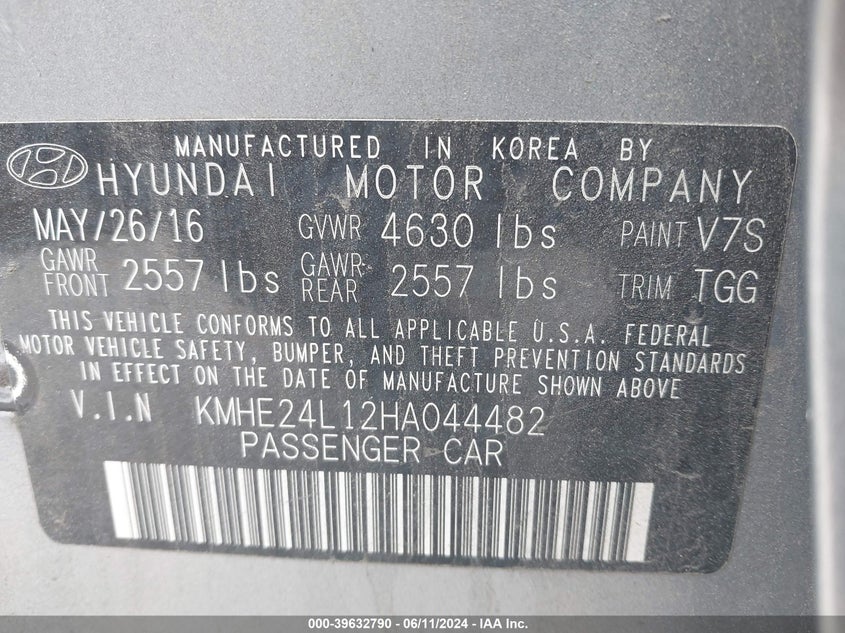 MANUFACTURED IN KOREA BY
HYUNDAI MOTOR COMPANY
MAY/26/16 GVWR 4630 lbs PAINT V7S
GAWR FRONT 2557 lbs GAWR REAR 2557 lbs TRIM TGG
THIS VEHICLE CONFORMS TO ALL APPLICABLE U.S.A. FEDERAL
MOTOR VEHICLE SAFETY, BUMPER, AND THEFT PREVENTION STANDARDS
IN EFFECT ON THE DATE OF MANUFACTURE SHOWN ABOVE
V.I.N KMHE24L12HA044482
PASSENGER CAR
000-39632790 - 06/11/2024 - IAA Inc.